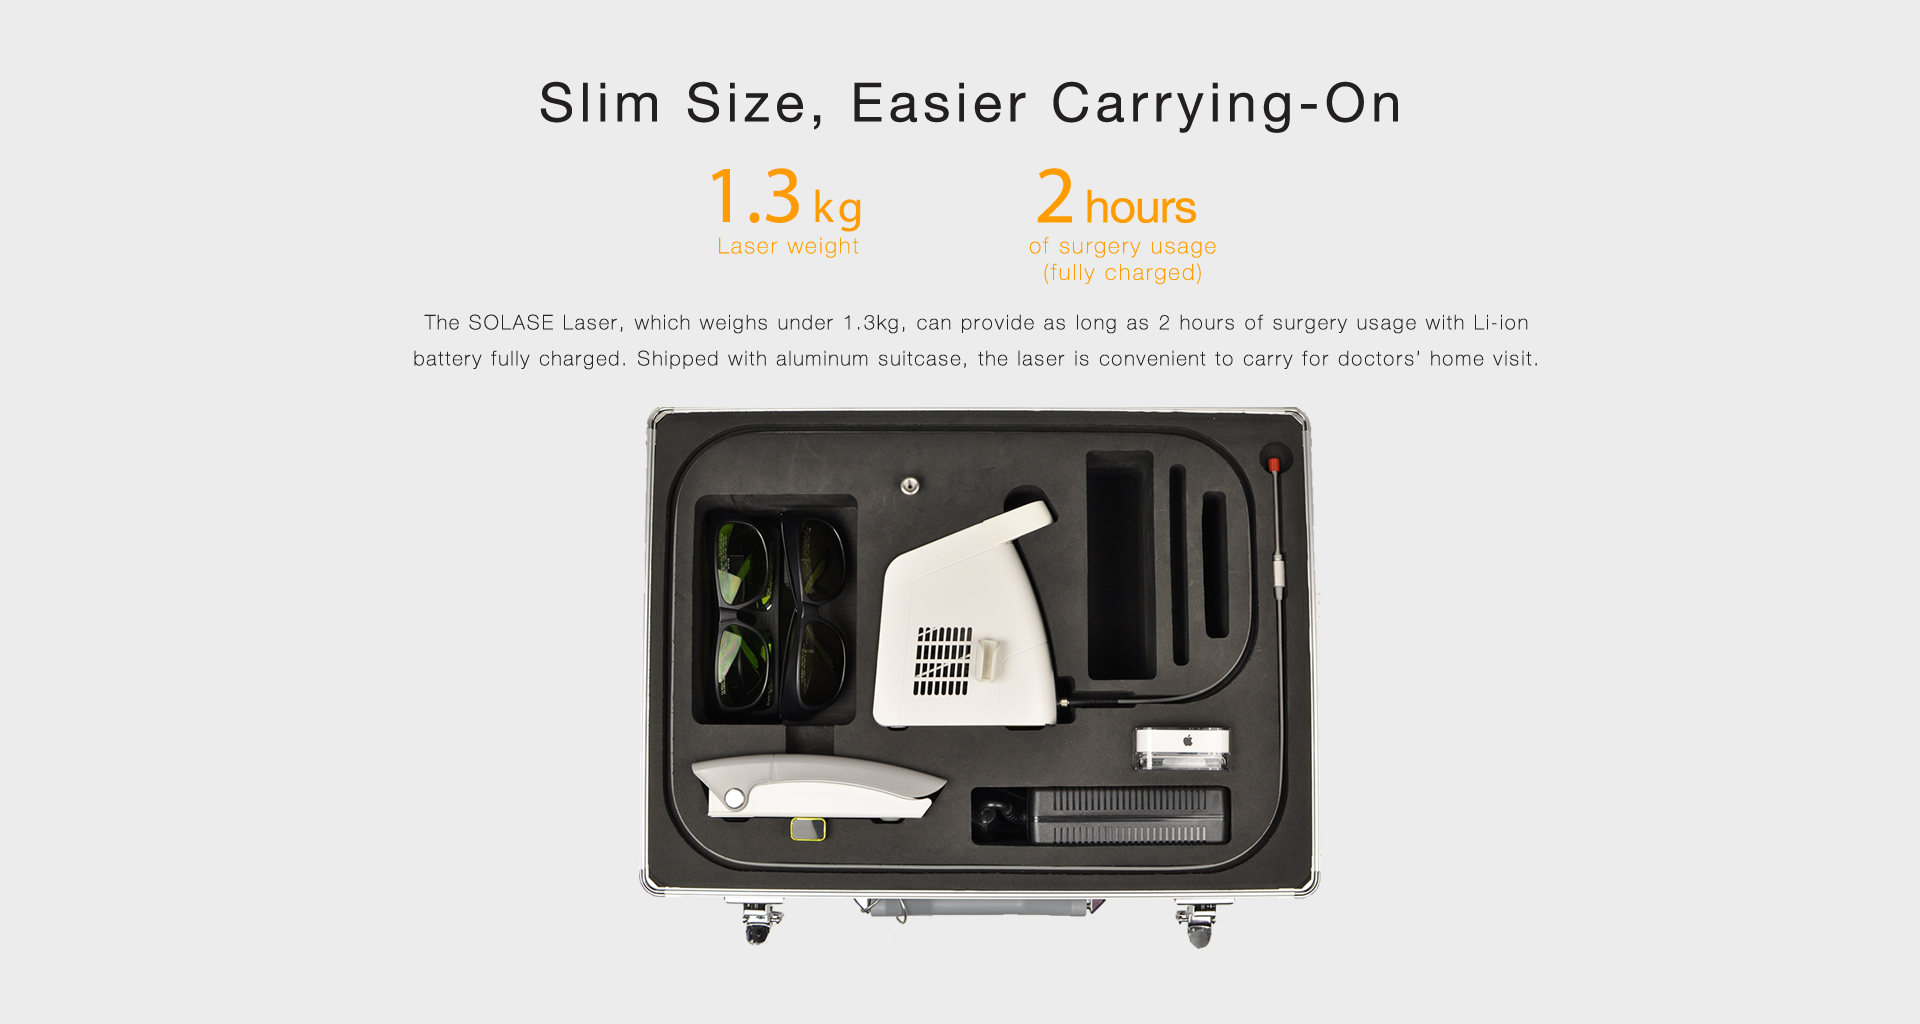 Slim Size, Easier Carrying-On
1.3 kg
Laser weight
2 hours
of surgery usage
(fully charged)
The SOLASE Laser, which weighs under 1.3kg, can provide as long as 2 hours of surgery usage with Li-ion
battery fully charged. Shipped with aluminum suitcase, the laser is convenient to carry for doctors’ home visit.